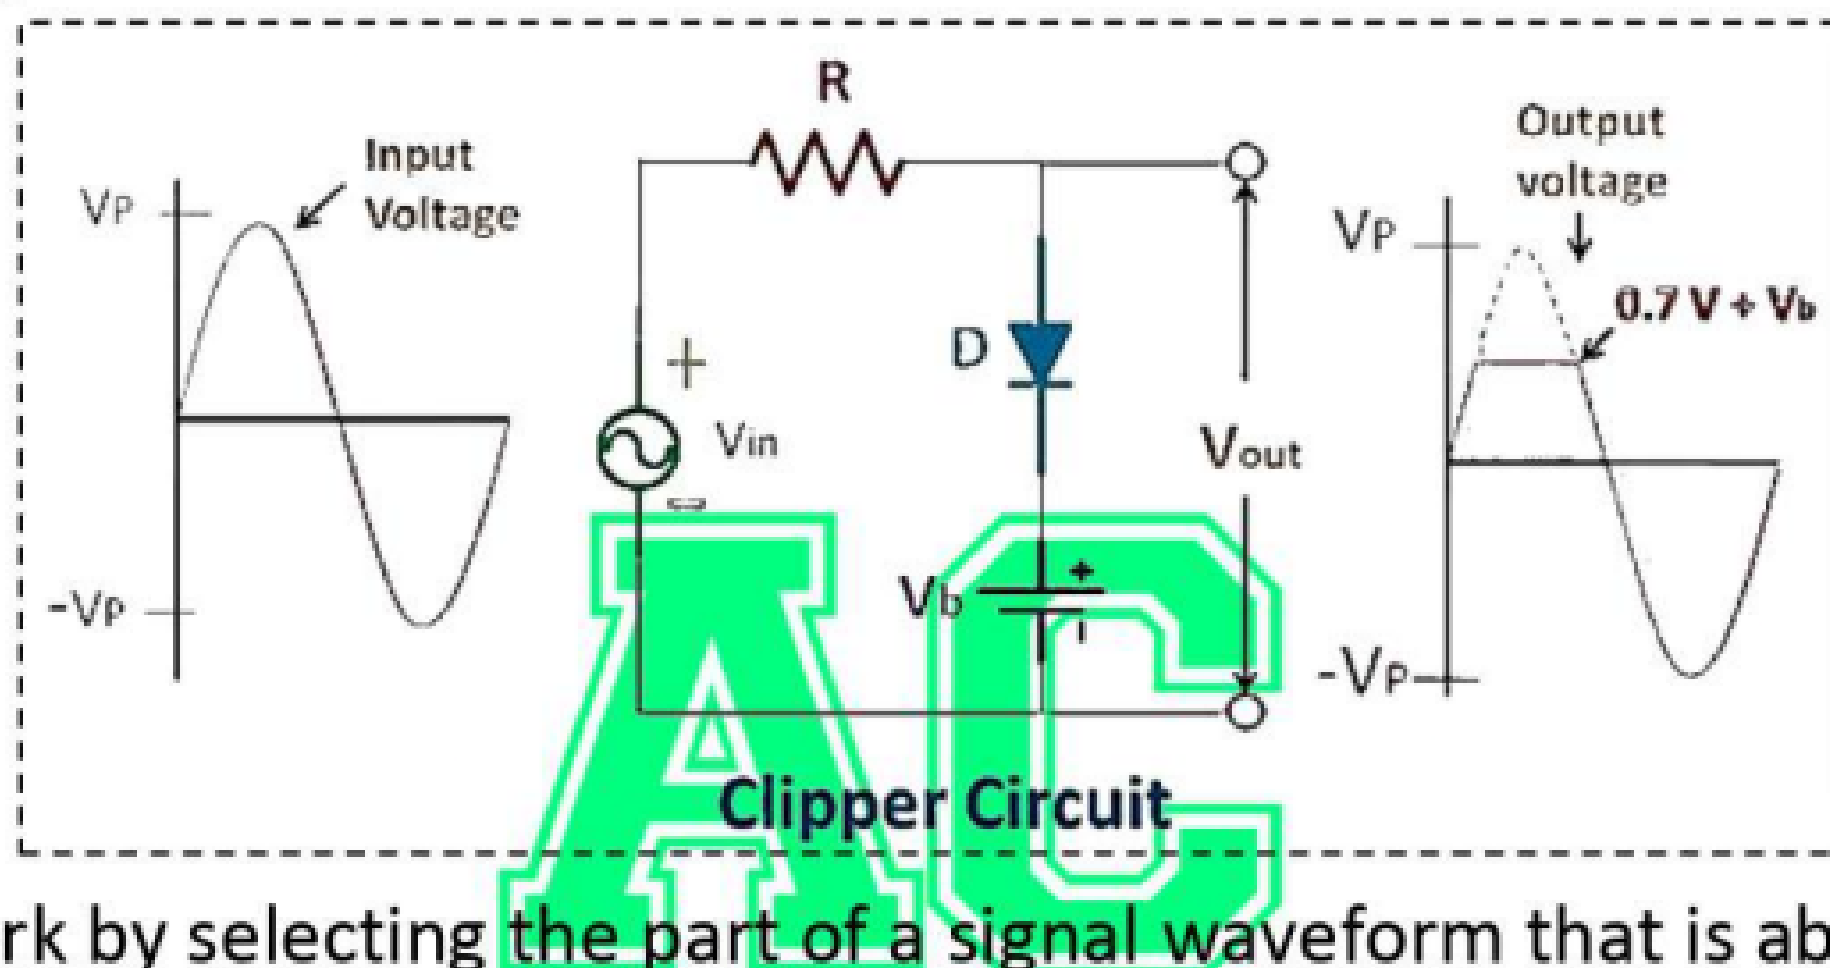 R
Output
voltage
Input
Voltage
VP
VP
0.7 V + Vb
+
D
Vin
Vout
-
+
Vb
-
-VP
-VP
Clipper Circuit
AC
rk by selecting the part of a signal waveform that is ab